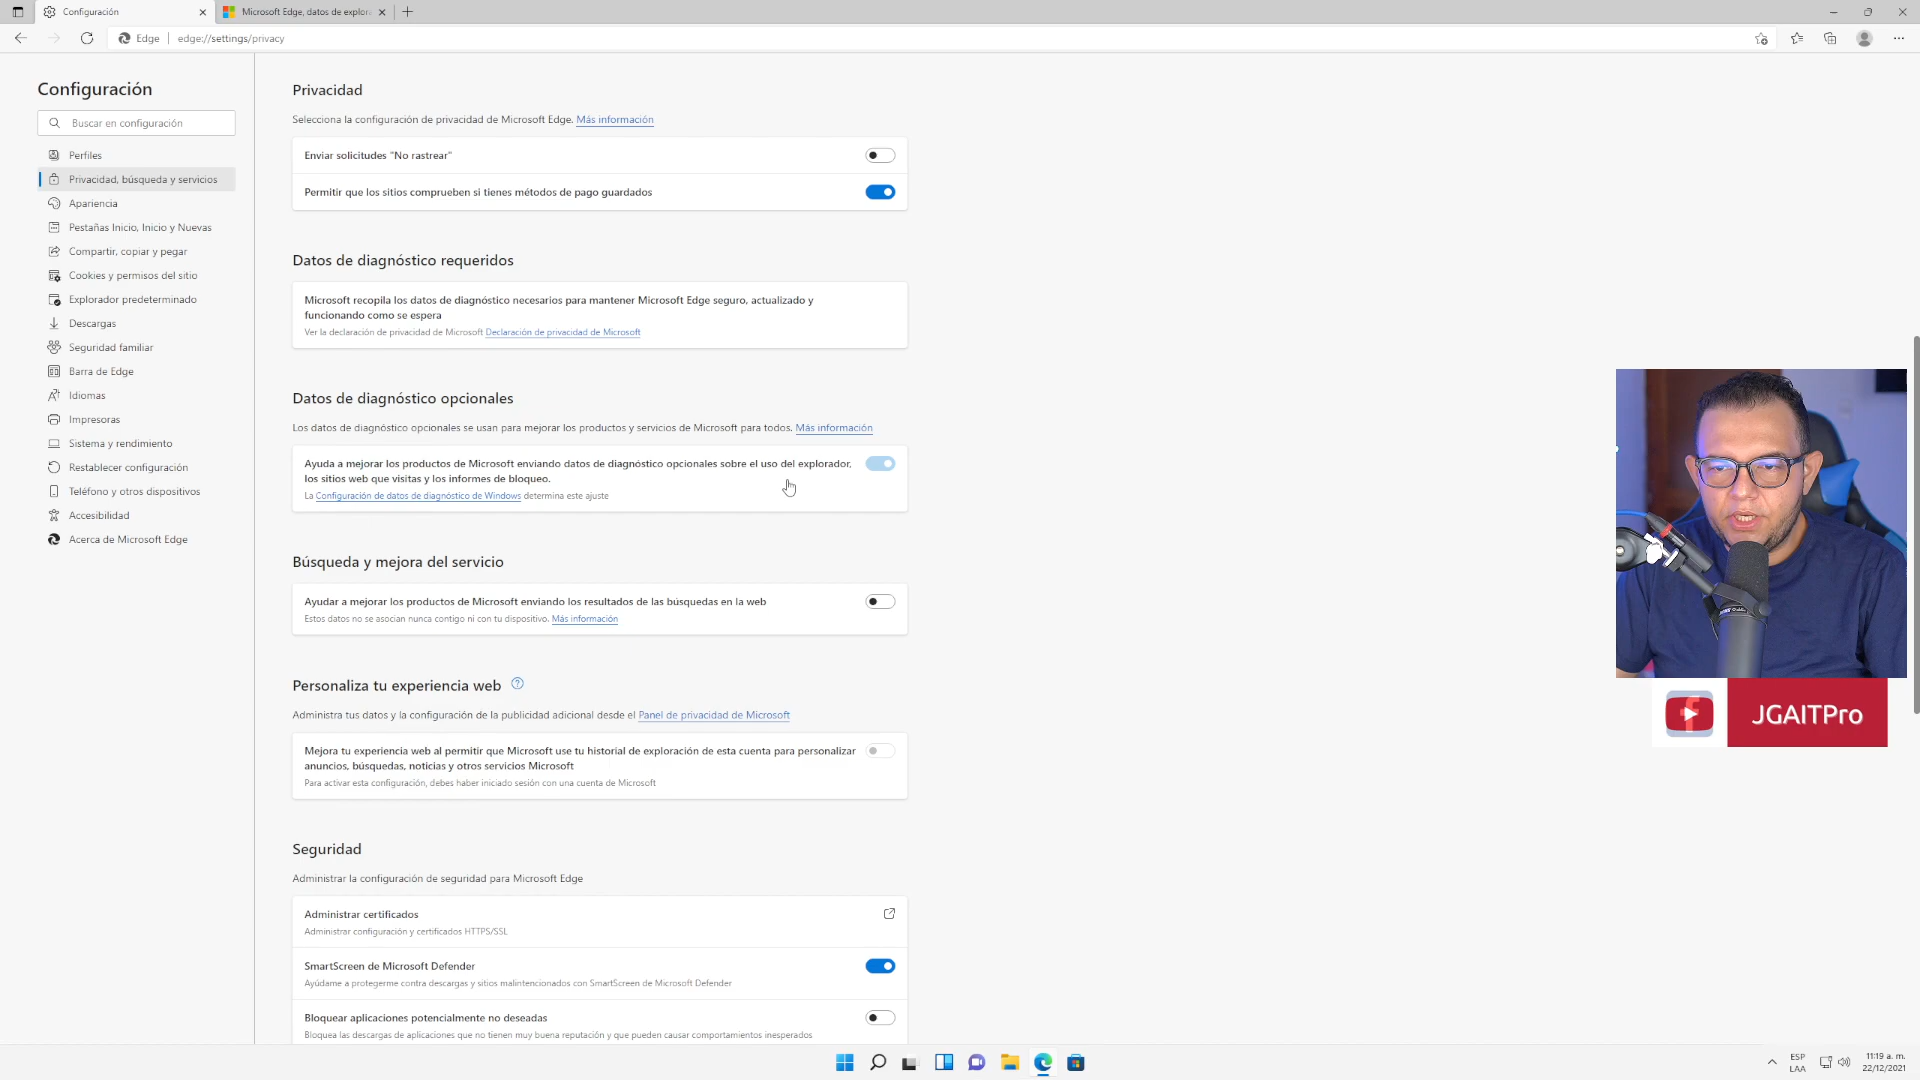 Configuración
Microsoft Edge, datos de explora
Edge
edge://settings/privacy
Configuración
Buscar en configuración
Perfiles
Privacidad, búsqueda y servicios
Apariencia
Pestañas Inicio, Inicio y Nuevas
Compartir, copiar y pegar
Cookies y permisos del sitio
Explorador predeterminado
Descargas
Seguridad familiar
Barra de Edge
Idiomas
Impresoras
Sistema y rendimiento
Restablecer configuración
Teléfono y otros dispositivos
Accesibilidad
Acerca de Microsoft Edge
Privacidad
Selecciona la configuración de privacidad de Microsoft Edge. Más información
Enviar solicitudes "No rastrear"
Permitir que los sitios comprueben si tienes métodos de pago guardados
Datos de diagnóstico requeridos
Microsoft recopila los datos de diagnóstico necesarios para mantener Microsoft Edge seguro, actualizado y
funcionando como se espera
Ver la declaración de privacidad de Microsoft Declaración de privacidad de Microsoft
Datos de diagnóstico opcionales
Los datos de diagnóstico opcionales se usan para mejorar los productos y servicios de Microsoft para todos. Más información
Ayuda a mejorar los productos de Microsoft enviando datos de diagnóstico opcionales sobre el uso del explorador,
los sitios web que visitas y los informes de bloqueo.
La Configuración de datos de diagnóstico de Windows determina este ajuste
Búsqueda y mejora del servicio
Ayudar a mejorar los productos de Microsoft enviando los resultados de las búsquedas en la web
Estos datos no se asocian nunca contigo ni con tu dispositivo. Más información
Personaliza tu experiencia web
Administra tus datos y la configuración de la publicidad adicional desde el Panel de privacidad de Microsoft
Mejora tu experiencia web al permitir que Microsoft use tu historial de exploración de esta cuenta para personalizar
anuncios, búsquedas, noticias y otros servicios Microsoft
Para activar esta configuración, debes haber iniciado sesión con una cuenta de Microsoft
Seguridad
Administrar la configuración de seguridad para Microsoft Edge
Administrar certificados
Administrar configuración y certificados HTTPS/SSL
SmartScreen de Microsoft Defender
Ayúdame a protegerme contra descargas y sitios malintencionados con SmartScreen de Microsoft Defender
Bloquear aplicaciones potencialmente no deseadas
Bloquea las descargas de aplicaciones que no tienen muy buena reputación y que pueden causar comportamientos inesperados
JGAITPro
ESP
LAA
11:19 a. m.
22/12/2021